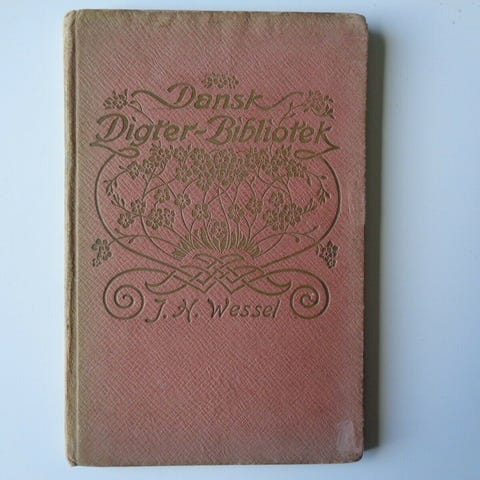 Dansk
Digter-Bibliotek
J. H. Wessel